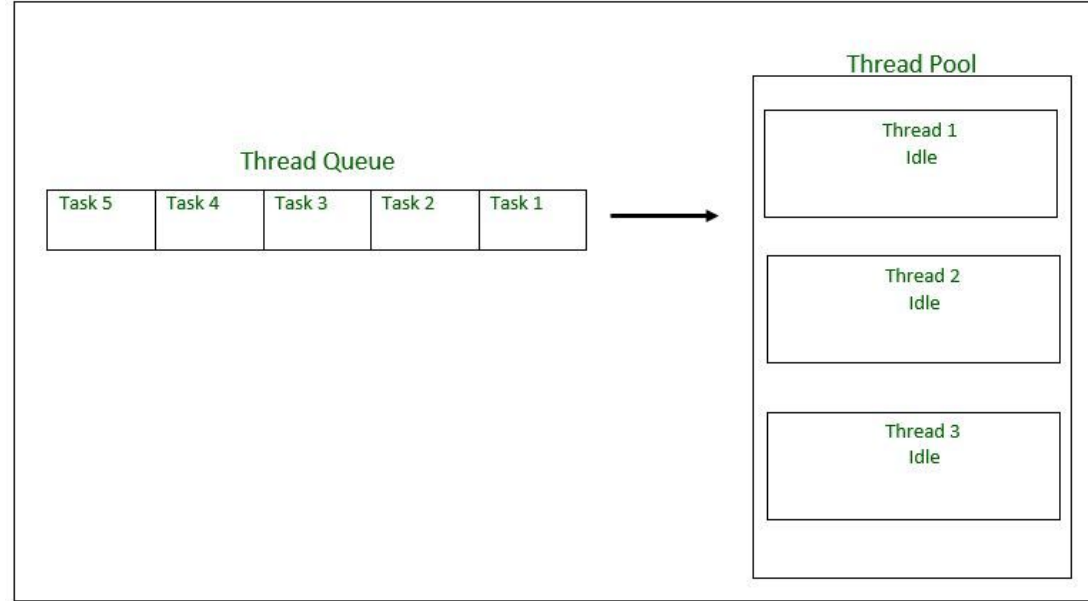 Thread Pool
Thread 1
Idle
Thread Queue
Task 5 Task 4 Task 3 Task 2 Task 1
Thread 2
Idle
Thread 3
Idle